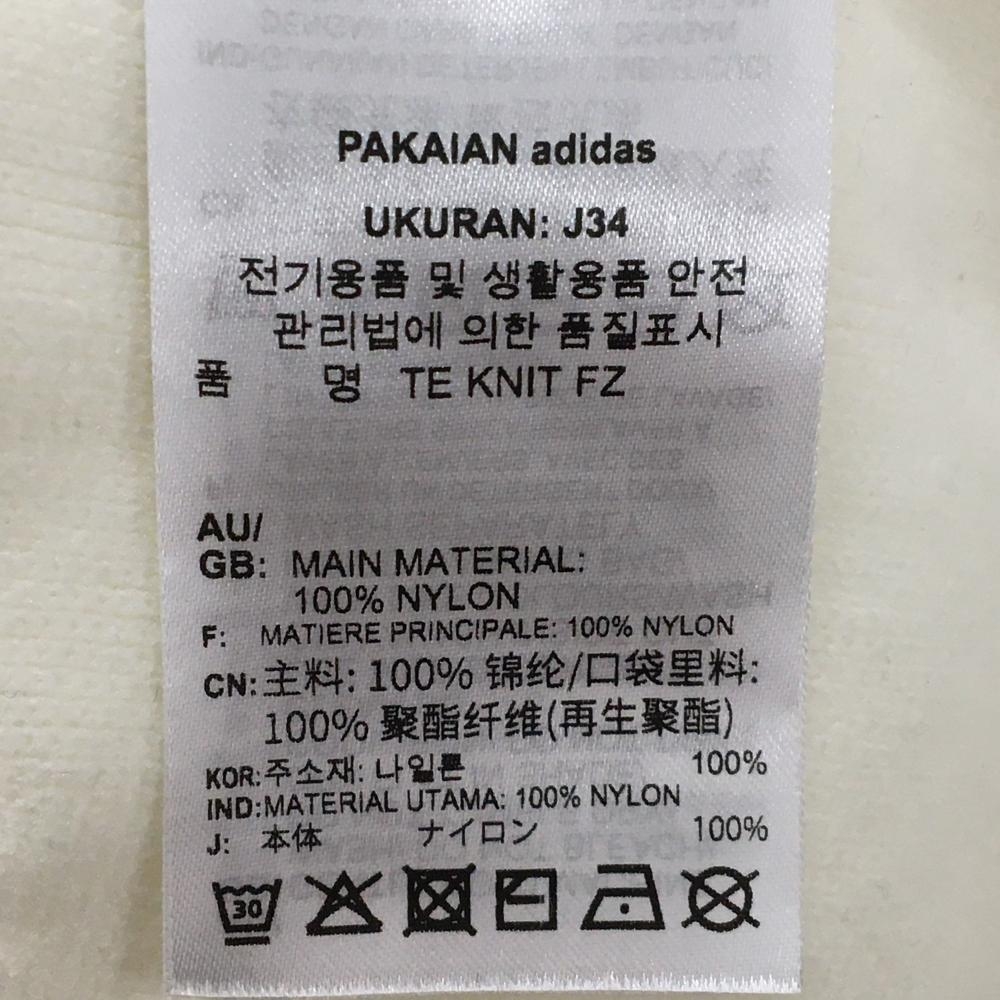 PAKAIAN adidas
UKURAN: J34
전기용품 및 생활용품 안전
관리법에 의한 품질표시
품 명 TE KNIT FZ
AU/
GB: MAIN MATERIAL:
100% NYLON
F: MATIERE PRINCIPALE: 100% NYLON
CN: 主料: 100% 锦纶/口袋里料:
100% 聚酯纤维(再生聚酯)
KOR: 주소재: 나일론 100%
IND: MATERIAL UTAMA: 100% NYLON
J: 本体 ナイロン 100%
30